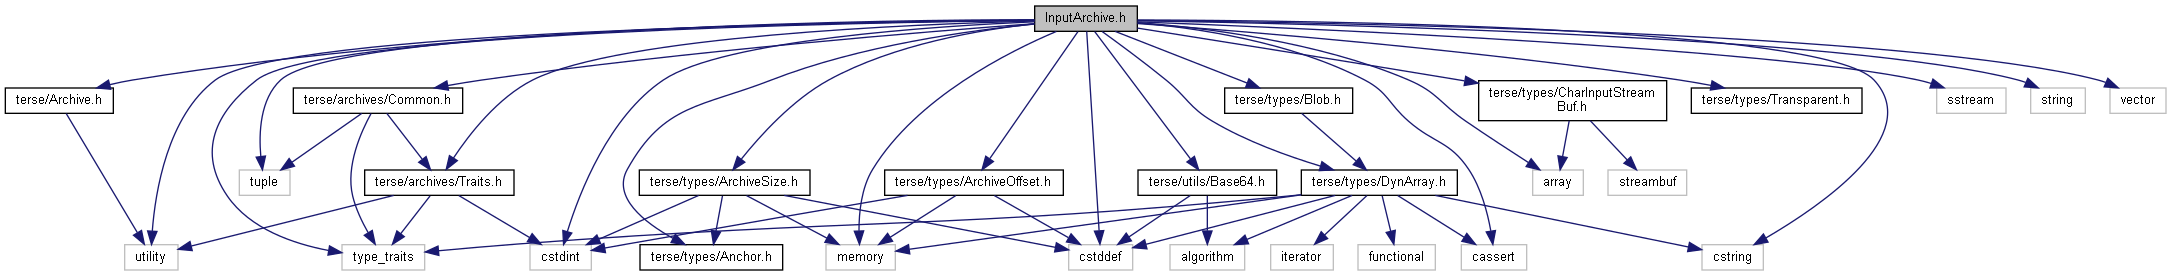 InputArchive.h
terse/Archive.h
terse/archives/Common.h
terse/types/Blob.h
terse/types/CharInputStream
Buf.h
terse/types/Transparent.h
sstream
string
vector
tuple
terse/archives/Traits.h
terse/types/ArchiveSize.h
terse/types/ArchiveOffset.h
terse/utils/Base64.h
terse/types/DynArray.h
array
streambuf
utility
type_traits
cstdint
terse/types/Anchor.h
memory
cstddef
algorithm
iterator
functional
cassert
cstring